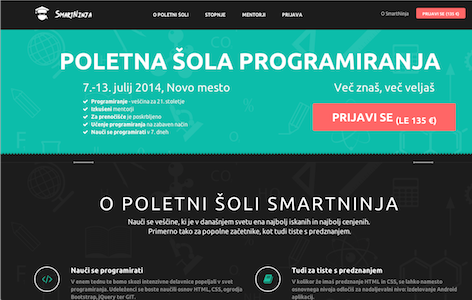 SmartNinja
O POLETNI ŠOLI
STOPNJE
MENTORJI
PRIJAVA
O SmartNinja
PRIJAVI SE (135 €)
POLETNA ŠOLA PROGRAMIRANJA
7.-13. julij 2014, Novo mesto
Več znaš, več veljaš
Programiranje - veščina za 21. stoletje
Izkušeni mentorji
Za prenočišče je poskrbljeno
Učenje programiranja na zabaven način
Nauči se programirati v 7. dneh
PRIJAVI SE (LE 135 €)
O POLETNI ŠOLI SMARTNINJA
Nauči se veščine, ki je v današnjem svetu ena najbolj iskanih in najbolj cenjenih.
Primerno tako za popolne začetnike, kot tudi tiste s predznanjem.
Nauči se programirati
V enem tednu te bomo skozi intenzivne delavnice popeljali v svet
programiranja. Udeleženci se boste naučili osnov HTML, CSS, ogrodja
Bootstrap, jQuery ter GIT.
Tudi za tiste s predznanjem
V kolikor že imaš predznanje HTML in CSS, se lahko namesto
osnovnega nivoja odločiš za nadaljevalni nivo izdelovanje Android
aplikacij.